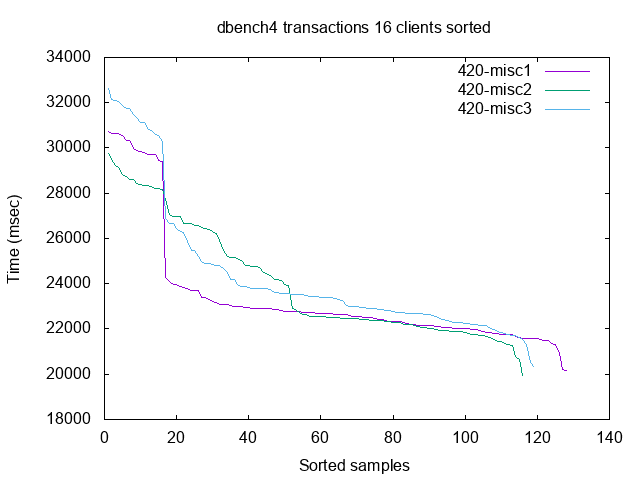 dbench4 transactions 16 clients sorted
34000
32000
30000
28000
26000
24000
22000
20000
18000
Time (msec)
420-misc1
420-misc2
420-misc3
0 20 40 60 80 100 120 140
Sorted samples